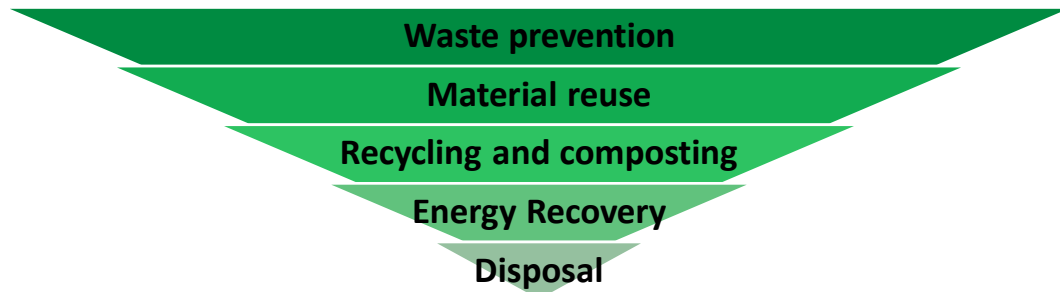 Waste prevention
Material reuse
Recycling and composting
Energy Recovery
Disposal